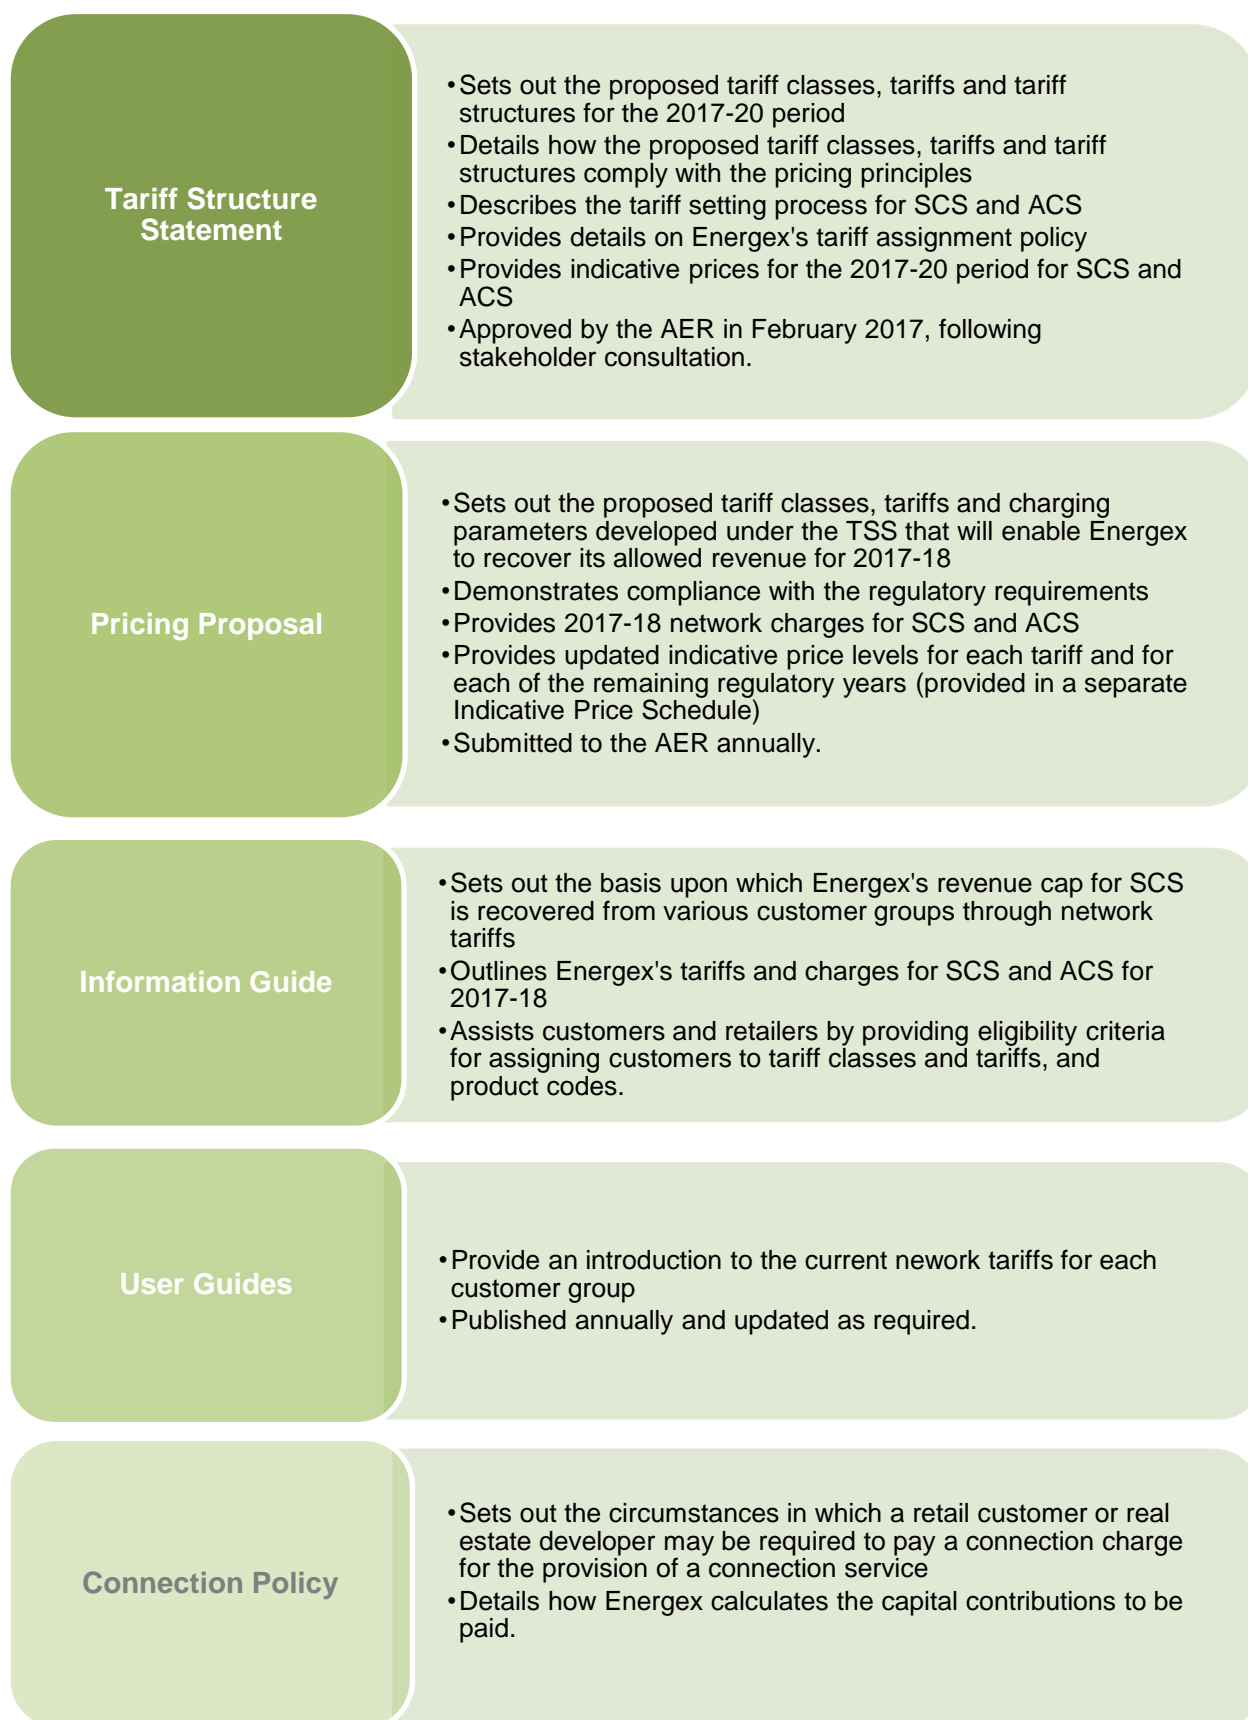 Tariff Structure
Statement
•Sets out the proposed tariff classes, tariffs and tariff
structures for the 2017-20 period
•Details how the proposed tariff classes, tariffs and tariff
structures comply with the pricing principles
•Describes the tariff setting process for SCS and ACS
•Provides details on Energex's tariff assignment policy
•Provides indicative prices for the 2017-20 period for SCS and
ACS
•Approved by the AER in February 2017, following
stakeholder consultation.
Pricing Proposal
•Sets out the proposed tariff classes, tariffs and charging
parameters developed under the TSS that will enable Energex
to recover its allowed revenue for 2017-18
•Demonstrates compliance with the regulatory requirements
•Provides 2017-18 network charges for SCS and ACS
•Provides updated indicative price levels for each tariff and for
each of the remaining regulatory years (provided in a separate
Indicative Price Schedule)
•Submitted to the AER annually.
Information Guide
•Sets out the basis upon which Energex's revenue cap for SCS
is recovered from various customer groups through network
tariffs
•Outlines Energex's tariffs and charges for SCS and ACS for
2017-18
•Assists customers and retailers by providing eligibility criteria
for assigning customers to tariff classes and tariffs, and
product codes.
User Guides
•Provide an introduction to the current nework tariffs for each
customer group
•Published annually and updated as required.
Connection Policy
•Sets out the circumstances in which a retail customer or real
estate developer may be required to pay a connection charge
for the provision of a connection service
•Details how Energex calculates the capital contributions to be
paid.